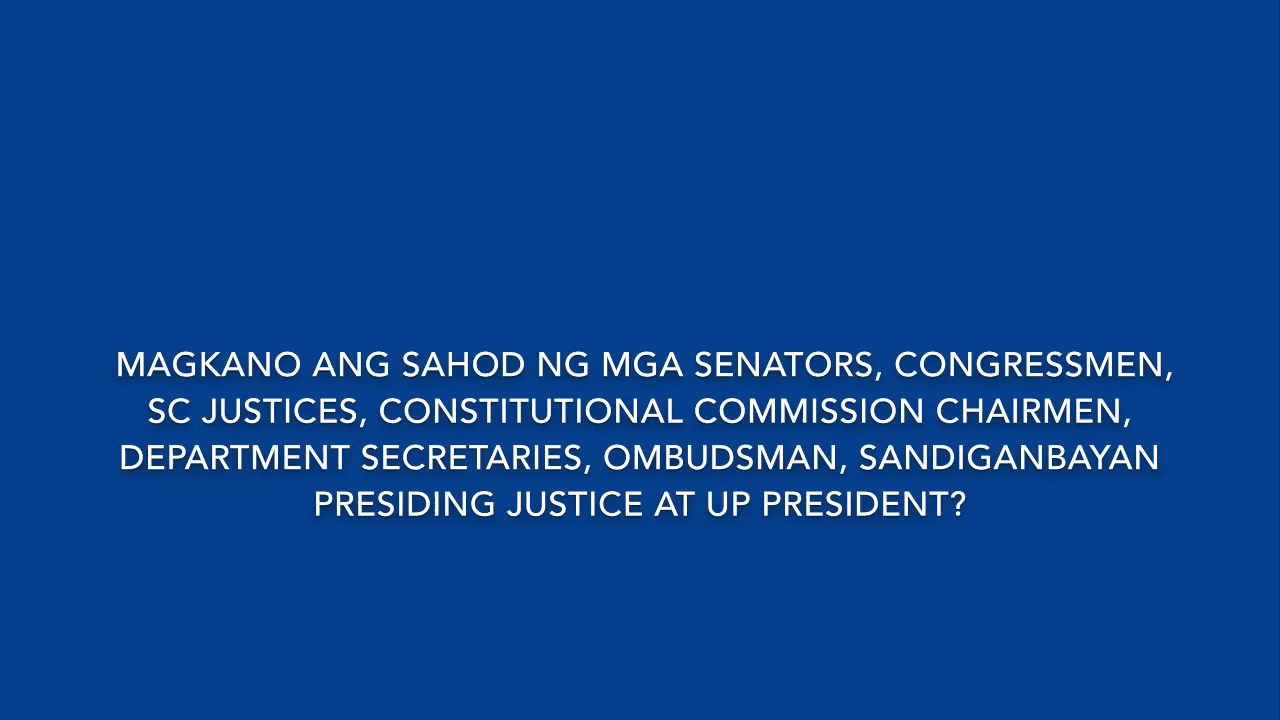 MAGKANO ANG SAHOD NG MGA SENATORS, CONGRESSMEN,
SC JUSTICES, CONSTITUTIONAL COMMISSION CHAIRMEN,
DEPARTMENT SECRETARIES, OMBUDSMAN, SANDIGANBAYAN
PRESIDING JUSTICE AT UP PRESIDENT?